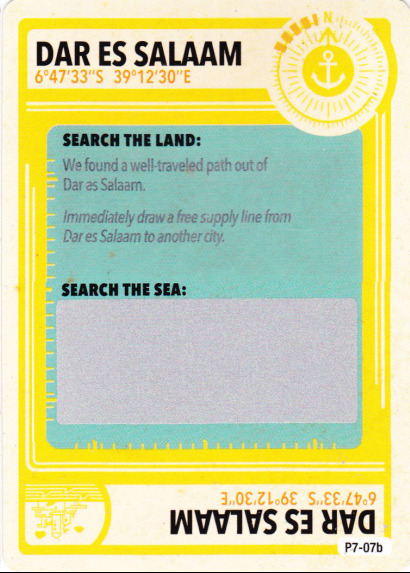 DAR ES SALAAM
6°47'33"S 39°12'30"E
N
SEARCH THE LAND:
We found a well-traveled path out of
Dar as Salaam.
Immediately draw a free supply line from
Dar es Salaam to another city.
SEARCH THE SEA:
6°47'33"S 39°12'30"E
DAR ES SALAAM
P7-07b